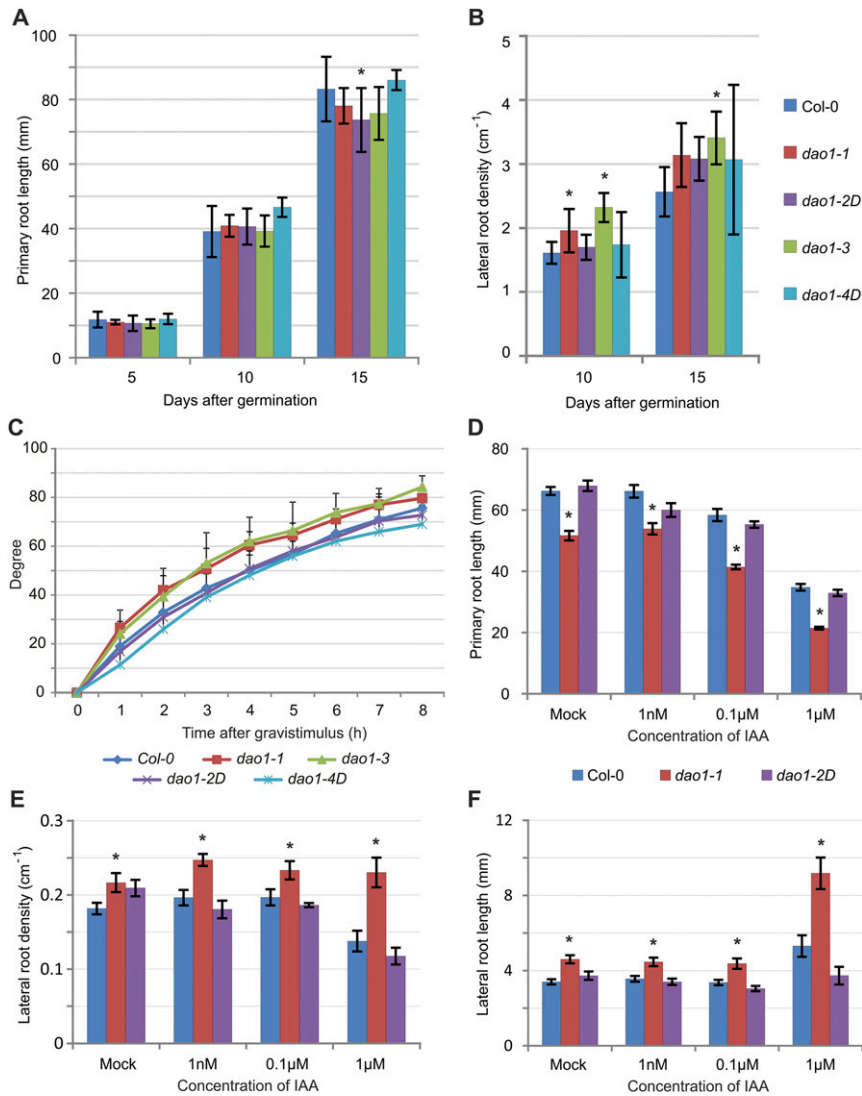 A
Primary root length (mm)
100
80
60
40
20
0
5
10
15
Days after germination
*
B
Lateral root density (cm-1)
5
4
3
2
1
0
10
15
Days after germination
*
*
*
Col-0
dao1-1
dao1-2D
dao1-3
dao1-4D
C
Degree
100
80
60
40
20
0
0 1 2 3 4 5 6 7 8
Time after gravistimulus (h)
Col-0 dao1-1 dao1-3
dao1-2D dao1-4D
D
Primary root length (mm)
80
60
40
20
0
* * * *
Mock 1nM 0.1µM 1µM
Concentration of IAA
Col-0 dao1-1 dao1-2D
E
Lateral root density (cm-1)
0.3
0.2
0.1
0
* * * *
Mock 1nM 0.1µM 1µM
Concentration of IAA
F
Lateral root length (mm)
12
8
4
0
* * * *
Mock 1nM 0.1µM 1µM
Concentration of IAA